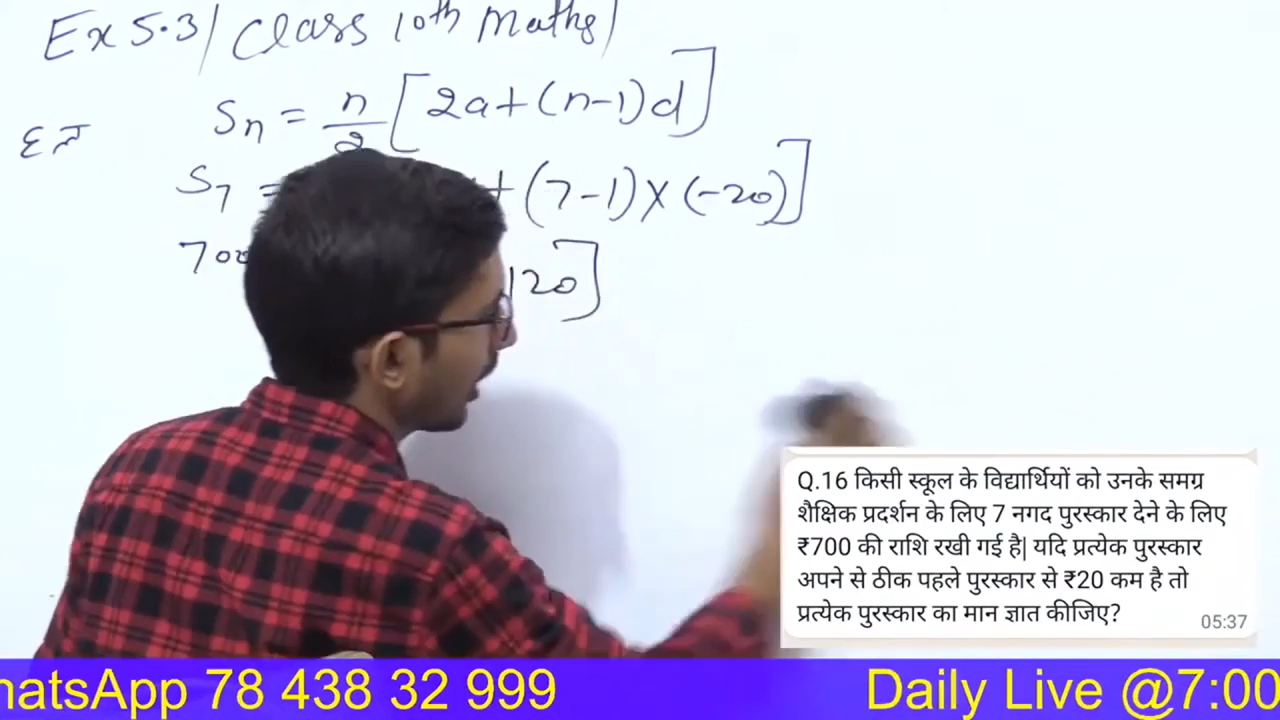 Ex 5.3/ Class 10th Maths/
हल Sn = n/2 [2a+(n-1)d]
S7 = + (7-1)×(-20)]
700 120]
Q.16 किसी स्कूल के विद्यार्थियों को उनके समग्र
शैक्षिक प्रदर्शन के लिए 7 नगद पुरस्कार देने के लिए
₹700 की राशि रखी गई है| यदि प्रत्येक पुरस्कार
अपने से ठीक पहले पुरस्कार से ₹20 कम है तो
प्रत्येक पुरस्कार का मान ज्ञात कीजिए?
05:37
hatsApp 78 438 32 999 Daily Live @7:00